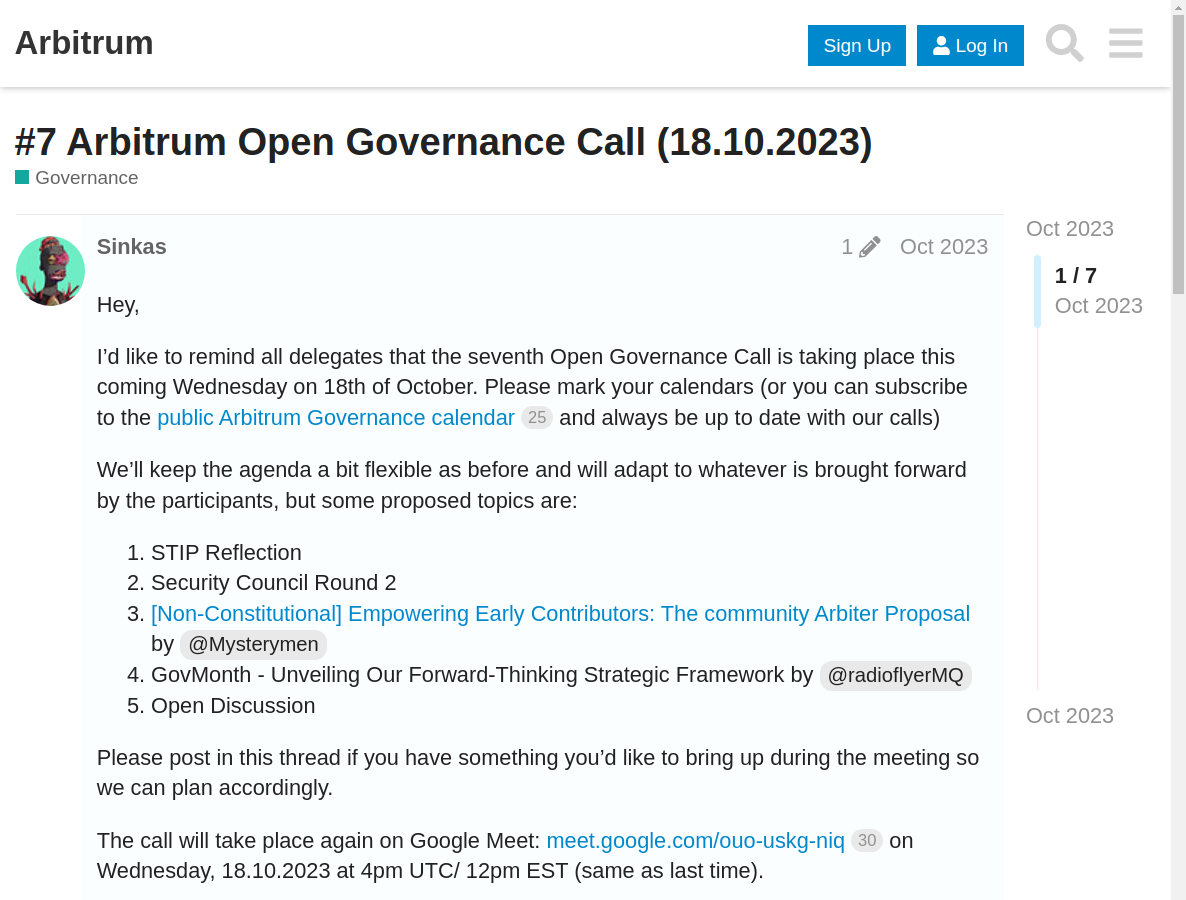 Arbitrum
Sign Up
Log In
#7 Arbitrum Open Governance Call (18.10.2023)
Governance
Sinkas
1
Oct 2023
Oct 2023
1 / 7
Oct 2023
Hey,
I’d like to remind all delegates that the seventh Open Governance Call is taking place this
coming Wednesday on 18th of October. Please mark your calendars (or you can subscribe
to the public Arbitrum Governance calendar 25 and always be up to date with our calls)
We’ll keep the agenda a bit flexible as before and will adapt to whatever is brought forward
by the participants, but some proposed topics are:
1. STIP Reflection
2. Security Council Round 2
3. [Non-Constitutional] Empowering Early Contributors: The community Arbiter Proposal
by @Mysterymen
4. GovMonth - Unveiling Our Forward-Thinking Strategic Framework by @radioflyerMQ
5. Open Discussion
Oct 2023
Please post in this thread if you have something you’d like to bring up during the meeting so
we can plan accordingly.
The call will take place again on Google Meet: meet.google.com/ouo-uskg-niq 30 on
Wednesday, 18.10.2023 at 4pm UTC/ 12pm EST (same as last time).